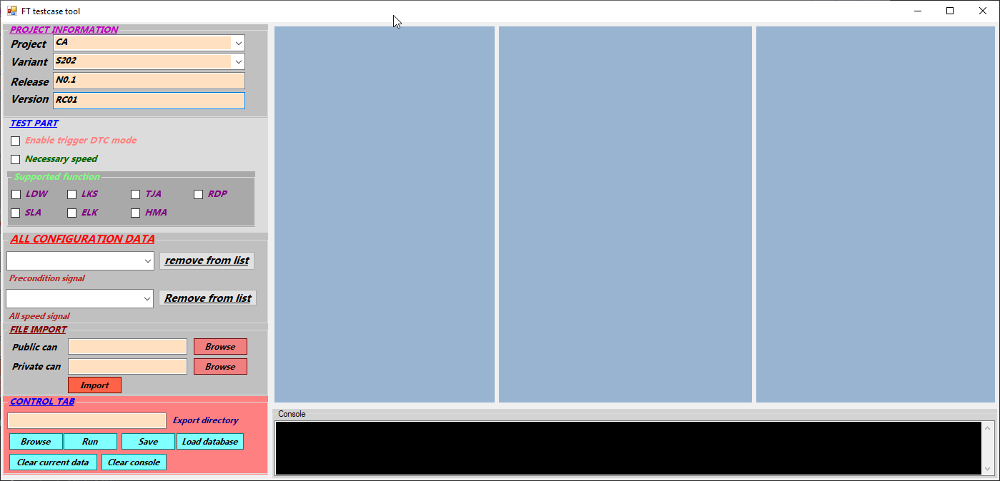 FT testcase tool
PROJECT INFORMATION
Project CA
Variant S202
Release N0.1
Version RC01
TEST PART
Enable trigger DTC mode
Necessary speed
Supported function
LDW LKS TJA RDP
SLA ELK HMA
ALL CONFIGURATION DATA
remove from list
Precondition signal
Remove from list
All speed signal
FILE IMPORT
Public can Browse
Private can Browse
Import
CONTROL TAB
Export directory
Browse Run Save Load database
Clear current data Clear console
Console